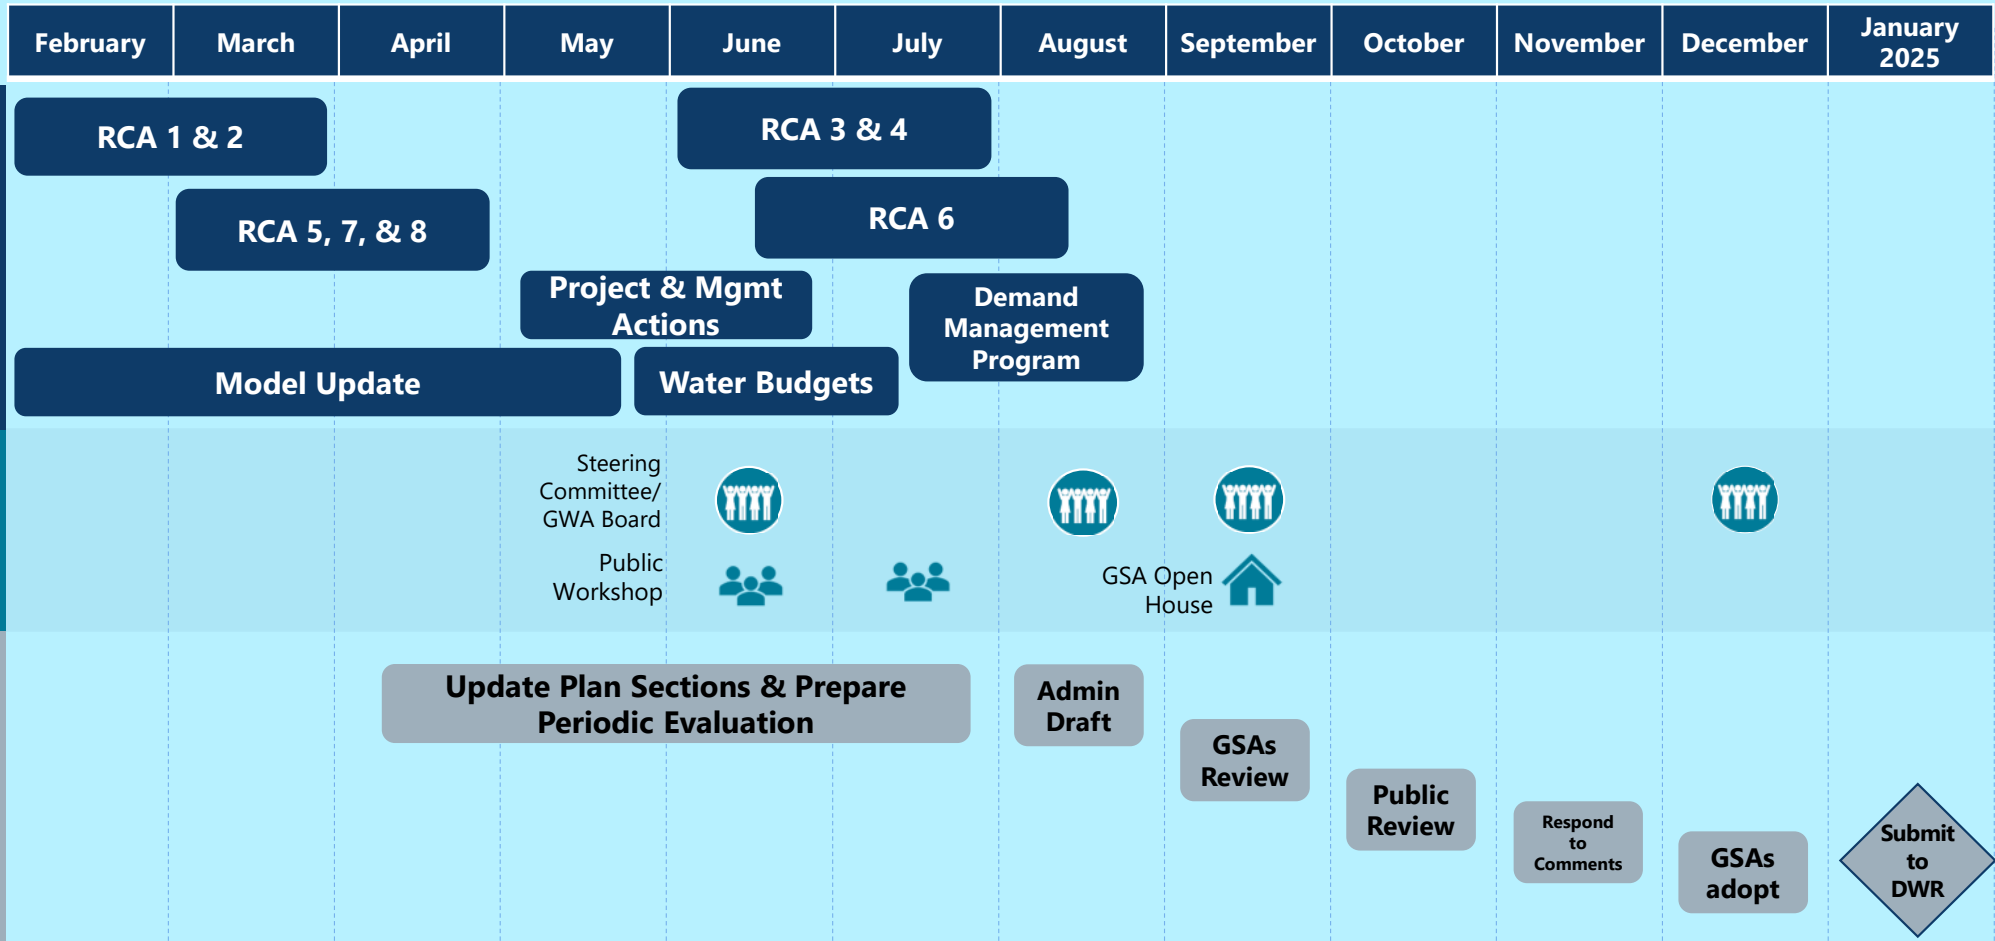 February
March
April
May
June
July
August
September
October
November
December
January
2025
RCA 1 & 2
RCA 3 & 4
RCA 5, 7, & 8
RCA 6
Project & Mgmt
Actions
Demand
Management
Program
Model Update
Water Budgets
Steering
Committee/
GWA Board
Public
Workshop
GSA Open
House
Update Plan Sections & Prepare
Periodic Evaluation
Admin
Draft
GSAs
Review
Public
Review
Respond
to
Comments
GSAs
adopt
Submit
to
DWR